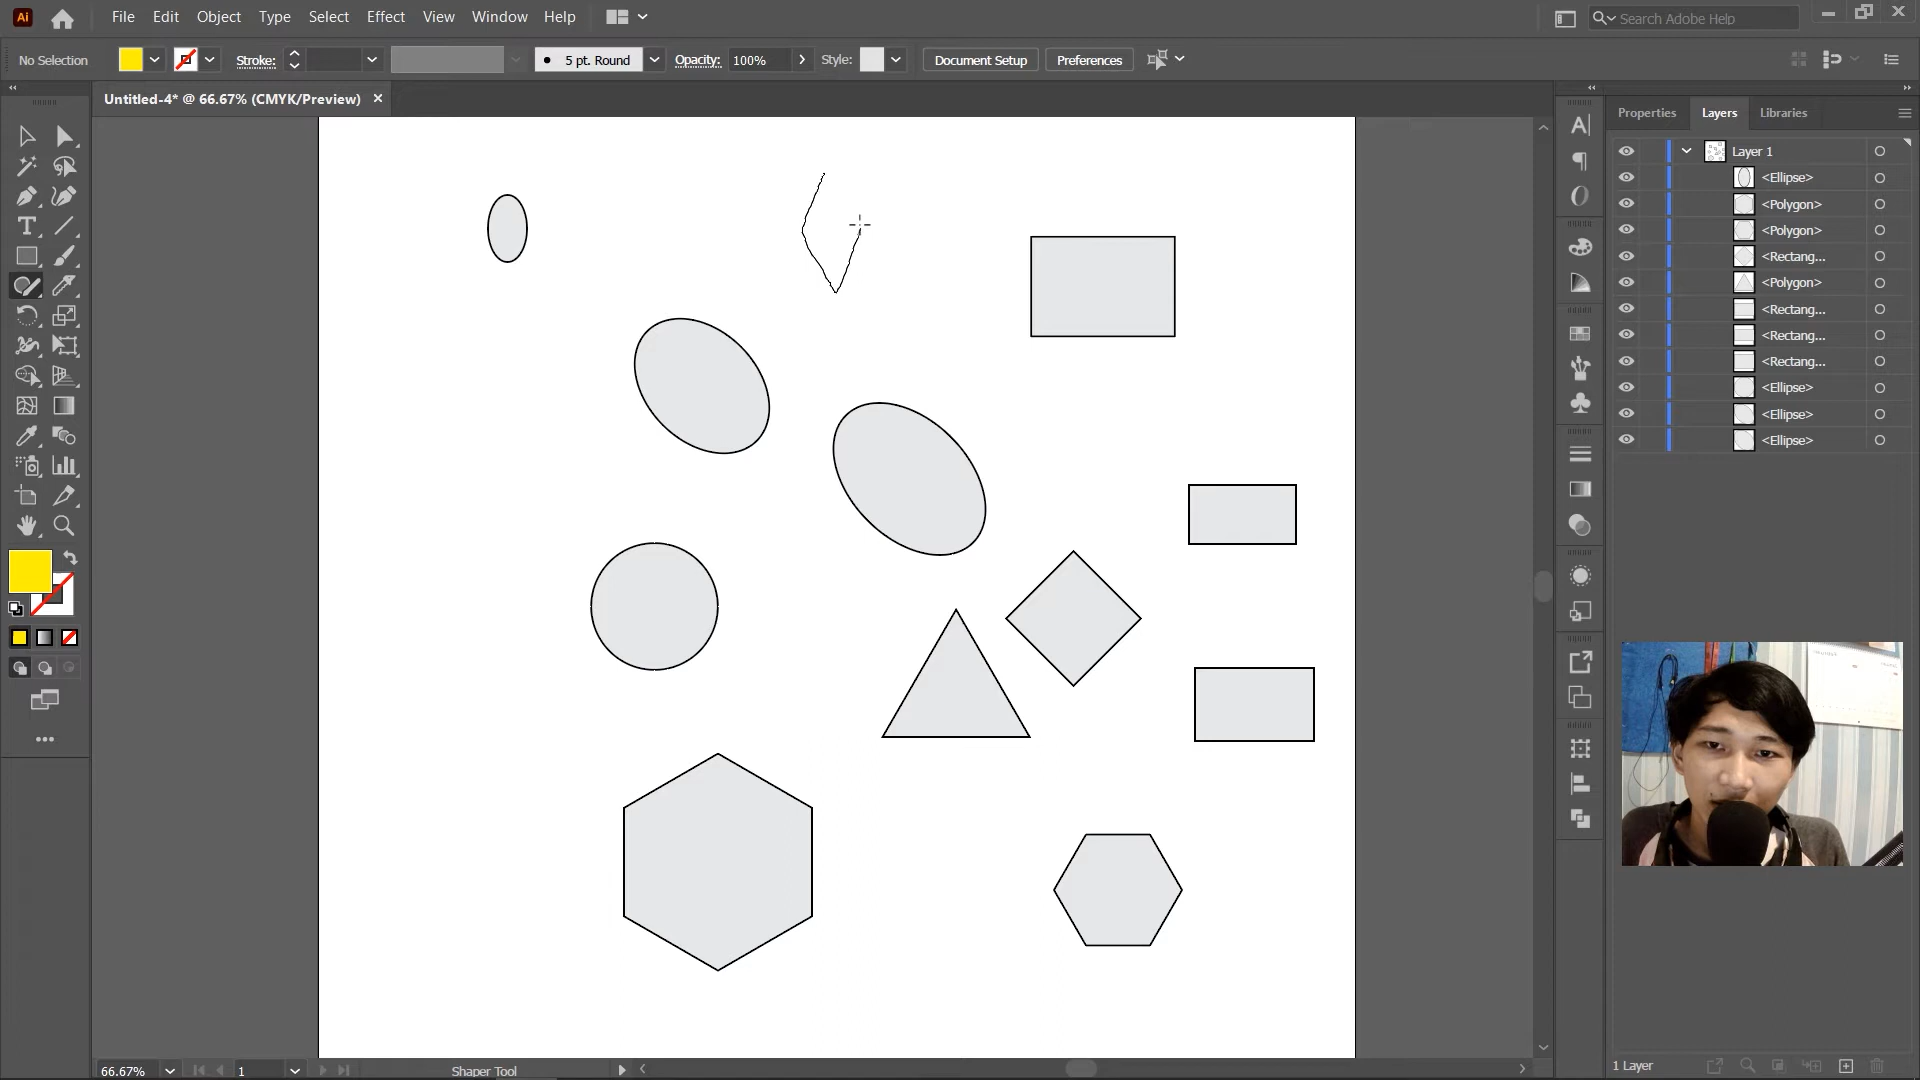 Ai File Edit Object Type Select Effect View Window Help Search Adobe Help
No Selection Stroke: 5 pt. Round Opacity: 100% Style: Document Setup Preferences
Untitled-4* @ 66.67% (CMYK/Preview)
Properties Layers Libraries
Layer 1
<Ellipse>
<Polygon>
<Polygon>
<Rectang...
<Polygon>
<Rectang...
<Rectang...
<Rectang...
<Ellipse>
<Ellipse>
<Ellipse>
1 Layer
66.67% 1 Shaper Tool